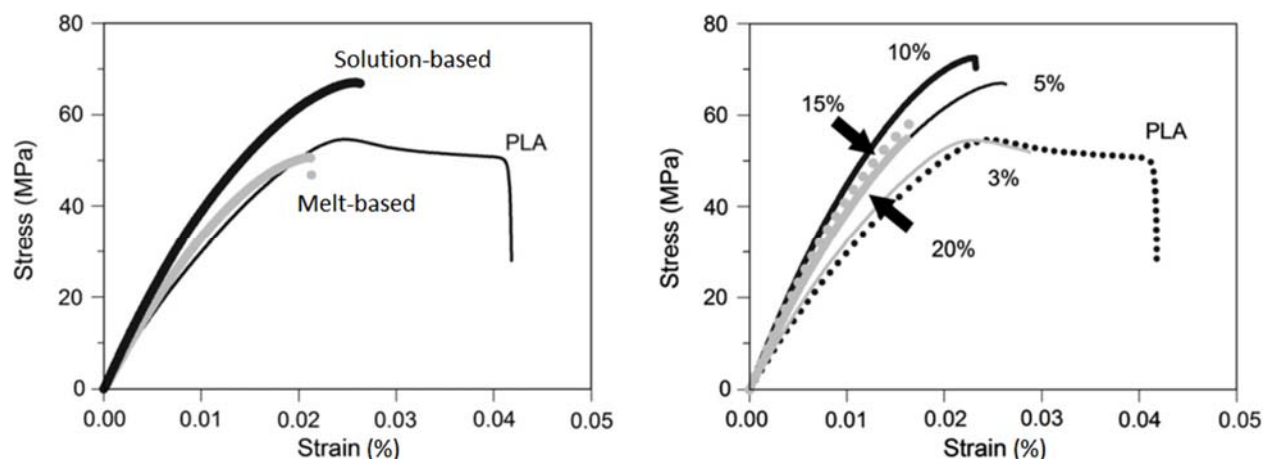 80
60
40
20
0
Stress (MPa)
Solution-based
PLA
Melt-based
0.00 0.01 0.02 0.03 0.04 0.05
Strain (%)
80
60
40
20
0
Stress (MPa)
10%
5%
15%
PLA
3%
20%
0.00 0.01 0.02 0.03 0.04 0.05
Strain (%)